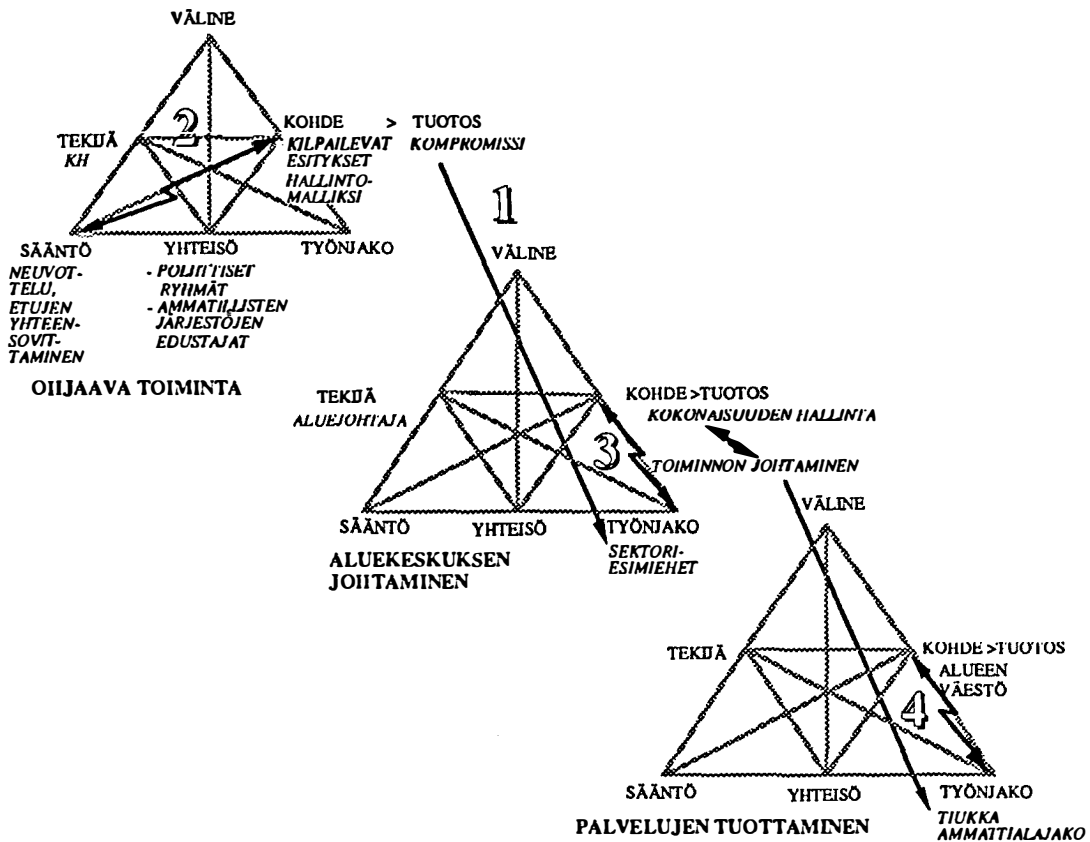 VÄLINE
2
TEKIJÄ
KH
KOHDE > TUOTOS
KILPAILEVAT KOMPROMISSI
ESITYKSET
HALLINTO-
MALLIKSI
SÄÄNTÖ YHTEISÖ TYÖNJAKO
NEUVOT- - POLIITTISET
TELU, RYHMÄT
ETUJEN - AMMATILLISTEN
YHTEEN- JÄRJESTÖJEN
SOVIT- EDUSTAJAT
TAMINEN
OHJAAVA TOIMINTA
1
VÄLINE
TEKIJÄ
ALUEJOHTAJA
KOHDE >TUOTOS
KOKONAISUUDEN HALLINTA
3
TOIMINNON JOHTAMINEN
SÄÄNTÖ YHTEISÖ TYÖNJAKO
SEKTORI-
ESIMIEHET
ALUEKESKUKSEN
JOHTAMINEN
VÄLINE
TEKIJÄ
KOHDE >TUOTOS
ALUEEN
VÄESTÖ
4
SÄÄNTÖ YHTEISÖ TYÖNJAKO
TIUKKA
AMMATTIALAJAKO
PALVELUJEN TUOTTAMINEN